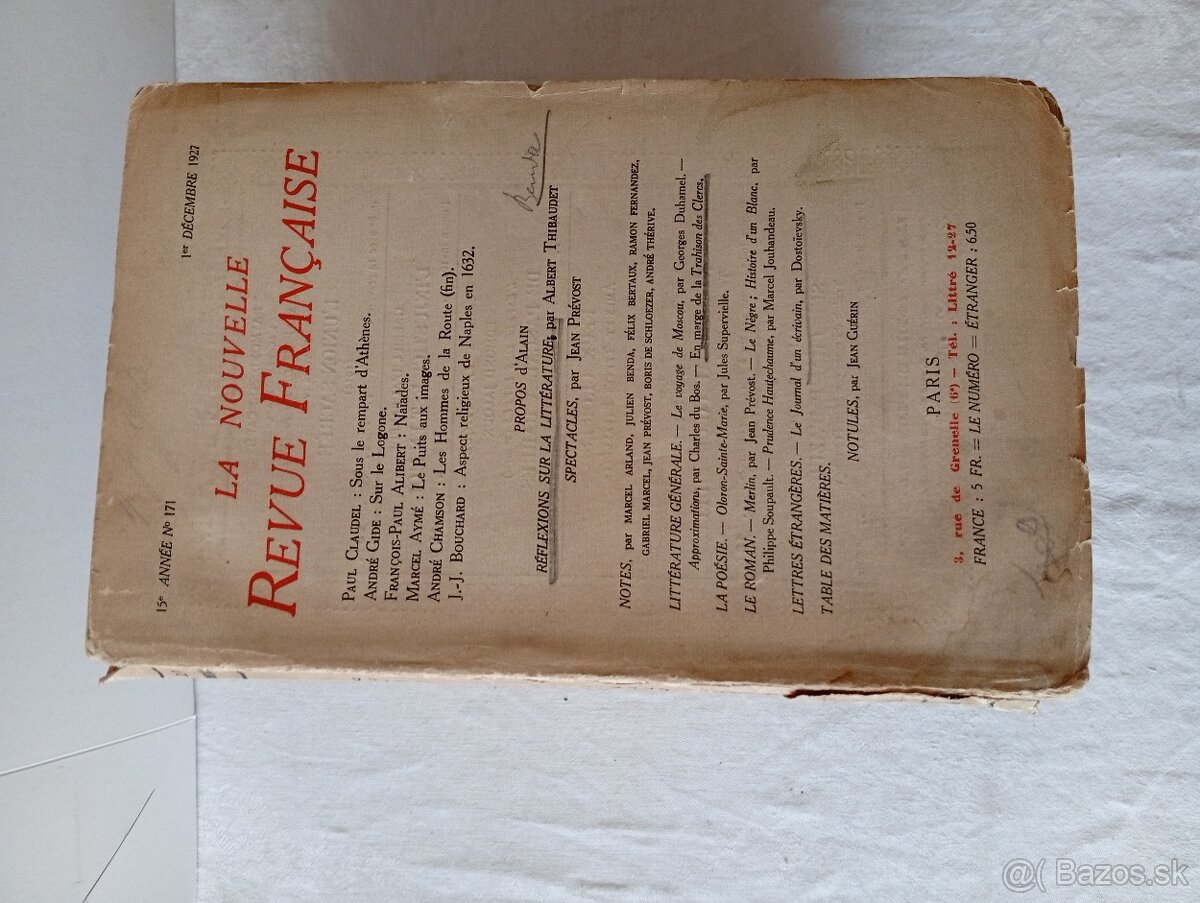 15e ANNÉE No 171 1er DÉCEMBRE 1927
LA NOUVELLE
REVUE FRANÇAISE
PAUL CLAUDEL : Sous le rempart d'Athènes.
ANDRÉ GIDE : Sur le Logone.
FRANÇOIS-PAUL ALIBERT : Naïades.
MARCEL AYMÉ : Le Puits aux images.
ANDRÉ CHAMSON : Les Hommes de la Route (fin).
J.-J. BOUCHARD : Aspect religieux de Naples en 1632.
PROPOS d'ALAIN
Benda
RÉFLEXIONS SUR LA LITTÉRATURE, par ALBERT THIBAUDET
SPECTACLES, par JEAN PRÉVOST
NOTES, par MARCEL ARLAND, JULIEN BENDA, FÉLIX BERTAUX, RAMON FERNANDEZ,
GABRIEL MARCEL, JEAN PRÉVOST, BORIS DE SCHLOEZER, ANDRÉ THÉRIVE.
LITTÉRATURE GÉNÉRALE. — Le voyage de Moscou, par Georges Duhamel. —
Approximations, par Charles du Bos. — En marge de la Trahison des Clercs.
LA POÉSIE. — Oloron-Sainte-Marie, par Jules Supervielle.
LE ROMAN. — Merlin, par Jean Prévost. — Le Nègre ; Histoire d'un Blanc, par
Philippe Soupault. — Prudence Hautechaume, par Marcel Jouhandeau.
LETTRES ÉTRANGÈRES. — Le Journal d'un écrivain, par Dostoïevsky.
TABLE DES MATIÈRES.
NOTULES, par JEAN GUÉRIN
PARIS
3, rue de Grenelle (6e) — Tél. : Littré 12-27
FRANCE : 5 FR. = LE NUMÉRO = ÉTRANGER : 6.50
@( Bazos.sk